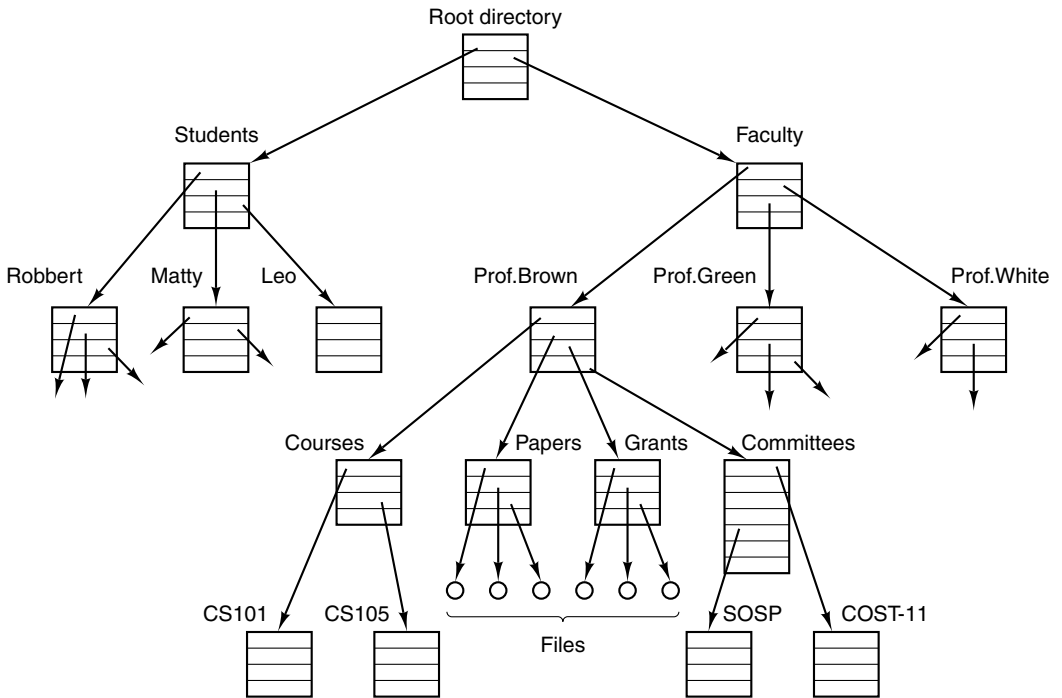 Root directory
Students
Faculty
Robbert
Matty
Leo
Prof.Brown
Prof.Green
Prof.White
Courses
Papers
Grants
Committees
CS101
CS105
SOSP
COST-11
Files